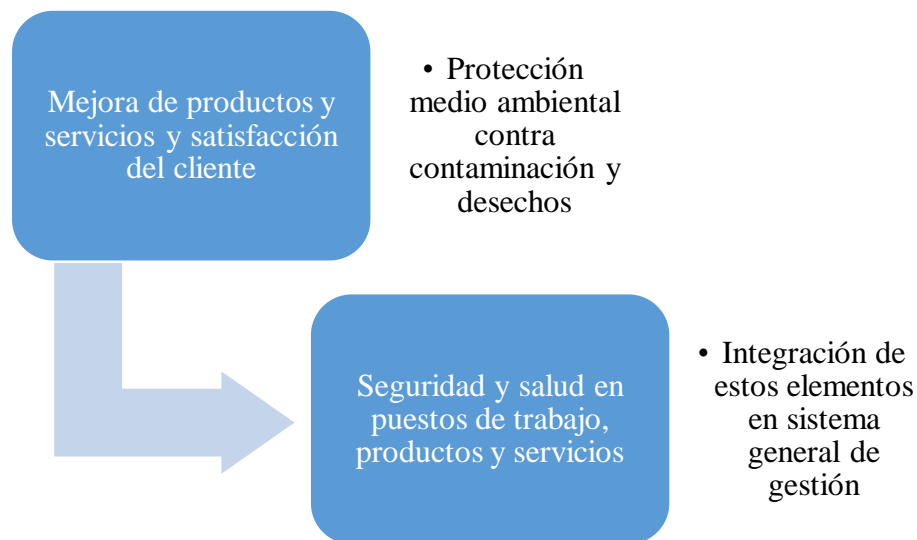 Mejora de productos y
servicios y satisfacción
del cliente
• Protección
medio ambiental
contra
contaminación y
desechos
Seguridad y salud en
puestos de trabajo,
productos y servicios
• Integración de
estos elementos
en sistema
general de
gestión